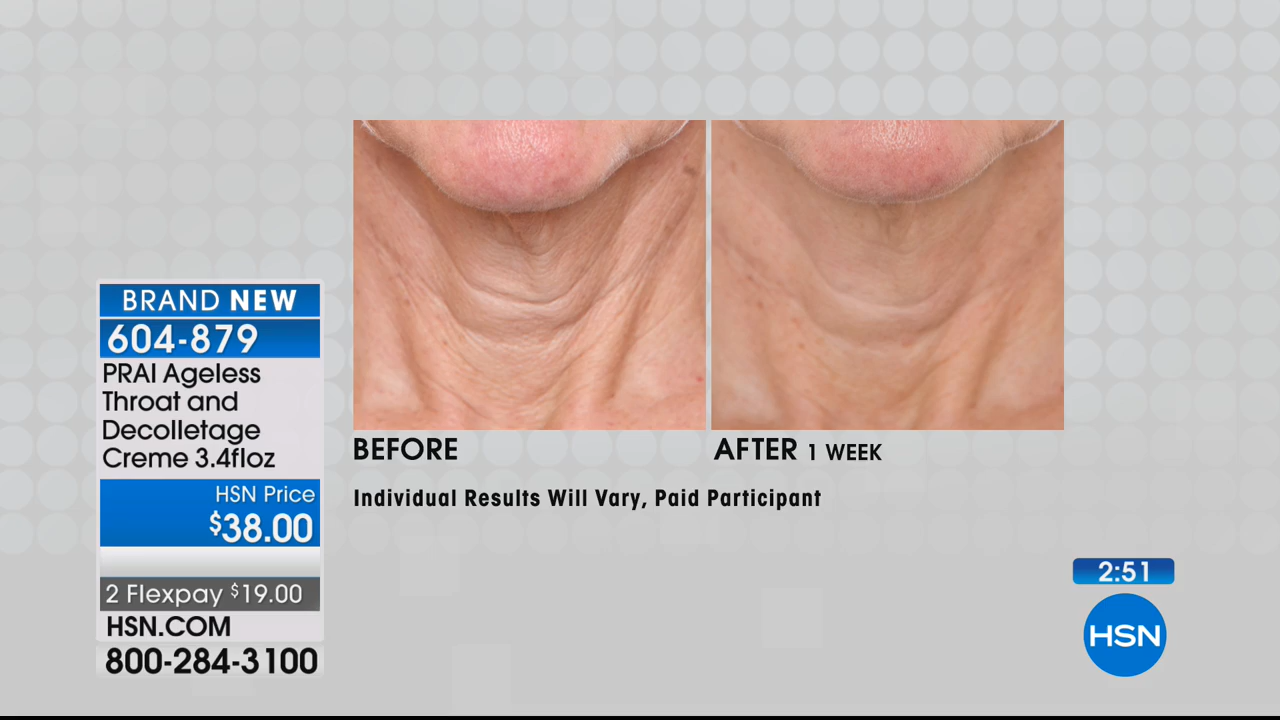 BRAND NEW
604-879
PRAI Ageless
Throat and
Decolletage
Creme 3.4floz
HSN Price
$38.00
2 Flexpay $19.00
HSN.COM
800-284-3100
BEFORE
AFTER 1 WEEK
Individual Results Will Vary, Paid Participant
2:51
HSN